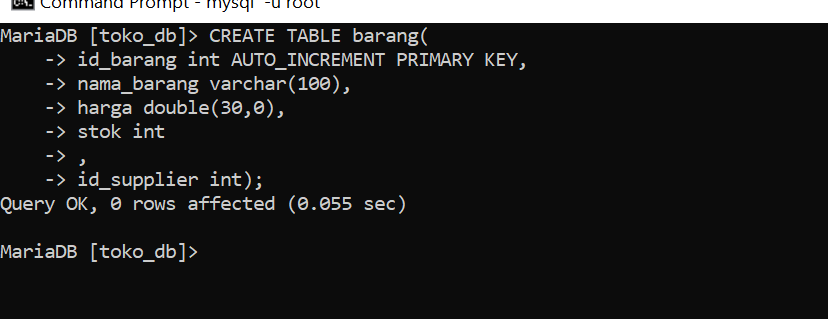 Command Prompt - mysql -u root
MariaDB [toko_db]> CREATE TABLE barang(
    -> id_barang int AUTO_INCREMENT PRIMARY KEY,
    -> nama_barang varchar(100),
    -> harga double(30,0),
    -> stok int
    -> ,
    -> id_supplier int);
Query OK, 0 rows affected (0.055 sec)
MariaDB [toko_db]>